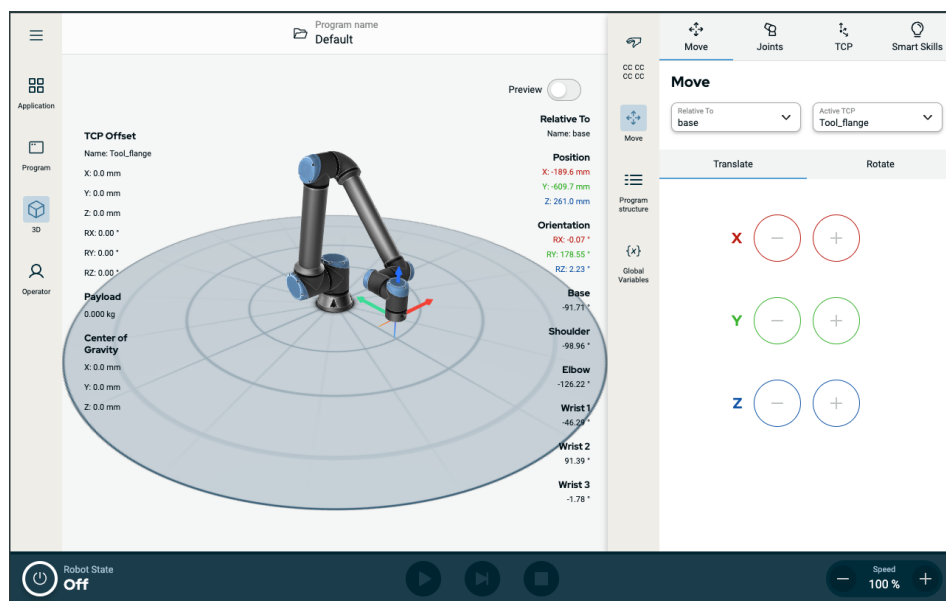 Program name
Default
Application
Program
3D
Operator
TCP Offset
Name: Tool_flange
X: 0.0 mm
Y: 0.0 mm
Z: 0.0 mm
RX: 0.00 °
RY: 0.00 °
RZ: 0.00 °
Payload
0.000 kg
Center of
Gravity
X: 0.0 mm
Y: 0.0 mm
Z: 0.0 mm
Preview
Relative To
Name: base
Position
X: -189.6 mm
Y: -609.7 mm
Z: 261.0 mm
Orientation
RX: -0.07 °
RY: 178.55 °
RZ: 2.23 °
Base
-91.71 °
Shoulder
-98.96 °
Elbow
-126.22 °
Wrist 1
-46.29 °
Wrist 2
91.39 °
Wrist 3
-1.78 °
CC CC
CC CC
Move
Program
structure
{x}
Global
Variables
Move
Joints
TCP
Smart Skills
Move
Relative To
base
Active TCP
Tool_flange
Translate
Rotate
X
Y
Z
Robot State
Off
Speed
100 %